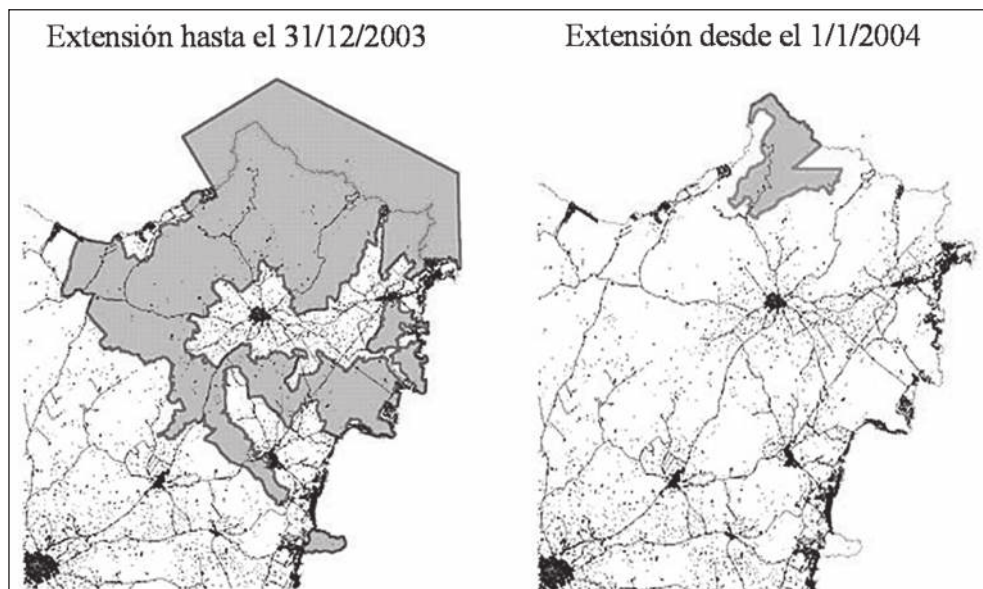 Extensión hasta el 31/12/2003
Extensión desde el 1/1/2004